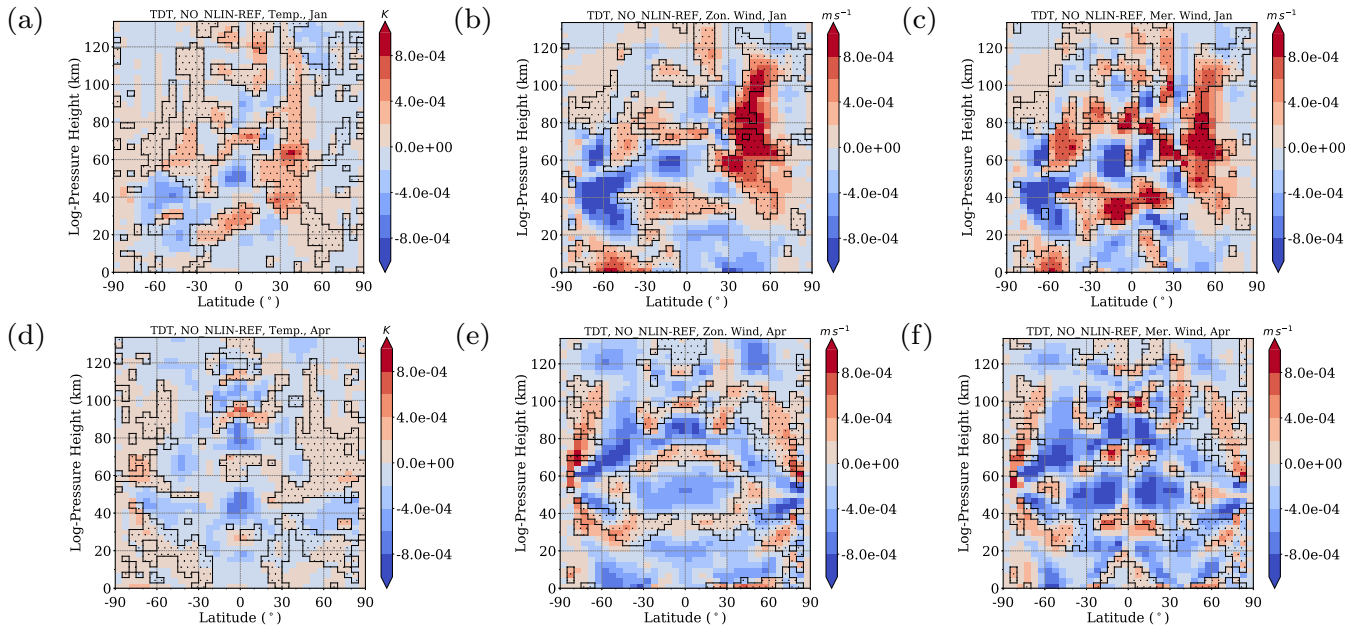 (a)
TDT, NO_NLIN-REF, Temp., Jan
K
Log-Pressure Height (km)
120
100
80
60
40
20
0
-90 -60 -30 0 30 60 90
Latitude (°)
8.0e-04
4.0e-04
0.0e+00
-4.0e-04
-8.0e-04
(b)
TDT, NO_NLIN-REF, Zon. Wind, Jan
m s⁻¹
Log-Pressure Height (km)
120
100
80
60
40
20
0
-90 -60 -30 0 30 60 90
Latitude (°)
8.0e-04
4.0e-04
0.0e+00
-4.0e-04
-8.0e-04
(c)
TDT, NO_NLIN-REF, Mer. Wind, Jan
m s⁻¹
Log-Pressure Height (km)
120
100
80
60
40
20
0
-90 -60 -30 0 30 60 90
Latitude (°)
8.0e-04
4.0e-04
0.0e+00
-4.0e-04
-8.0e-04
(d)
TDT, NO_NLIN-REF, Temp., Apr
K
Log-Pressure Height (km)
120
100
80
60
40
20
0
-90 -60 -30 0 30 60 90
Latitude (°)
8.0e-04
4.0e-04
0.0e+00
-4.0e-04
-8.0e-04
(e)
TDT, NO_NLIN-REF, Zon. Wind, Apr
m s⁻¹
Log-Pressure Height (km)
120
100
80
60
40
20
0
-90 -60 -30 0 30 60 90
Latitude (°)
8.0e-04
4.0e-04
0.0e+00
-4.0e-04
-8.0e-04
(f)
TDT, NO_NLIN-REF, Mer. Wind, Apr
m s⁻¹
Log-Pressure Height (km)
120
100
80
60
40
20
0
-90 -60 -30 0 30 60 90
Latitude (°)
8.0e-04
4.0e-04
0.0e+00
-4.0e-04
-8.0e-04